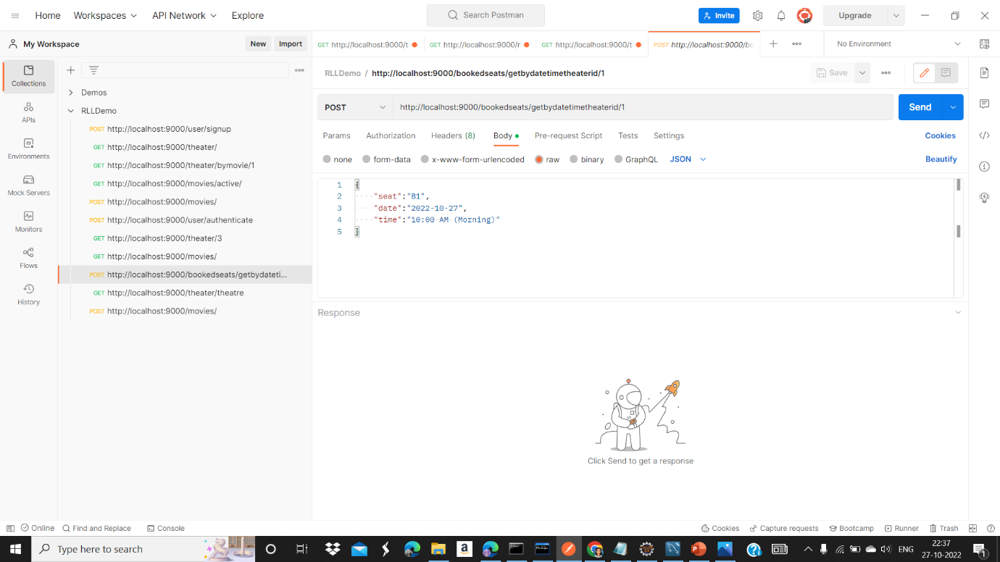 Home Workspaces API Network Explore Search Postman Invite Upgrade
My Workspace New Import
GET http://localhost:9000/t GET http://localhost:9000/r GET http://localhost:9000/t POST http://localhost:9000/bo No Environment
Collections
APIs
Environments
Mock Servers
Monitors
Flows
History
Demos
RLLDemo
POST http://localhost:9000/user/signup
GET http://localhost:9000/theater/
GET http://localhost:9000/theater/bymovie/1
GET http://localhost:9000/movies/active/
POST http://localhost:9000/movies/
POST http://localhost:9000/user/authenticate
GET http://localhost:9000/theater/3
GET http://localhost:9000/movies/
POST http://localhost:9000/bookedseats/getbydateti...
GET http://localhost:9000/theater/theatre
POST http://localhost:9000/movies/
RLLDemo / http://localhost:9000/bookedseats/getbydatetimetheaterid/1 Save
POST http://localhost:9000/bookedseats/getbydatetimetheaterid/1 Send
Params Authorization Headers (8) Body Pre-request Script Tests Settings Cookies
none form-data x-www-form-urlencoded raw binary GraphQL JSON Beautify
1 {
2 "seat":"B1",
3 "date":"2022-10-27",
4 "time":"10:00 AM (Morning)"
5 }
Response
Click Send to get a response
Online Find and Replace Console Cookies Capture requests Bootcamp Runner Trash
Type here to search ENG 22:37
27-10-2022 1